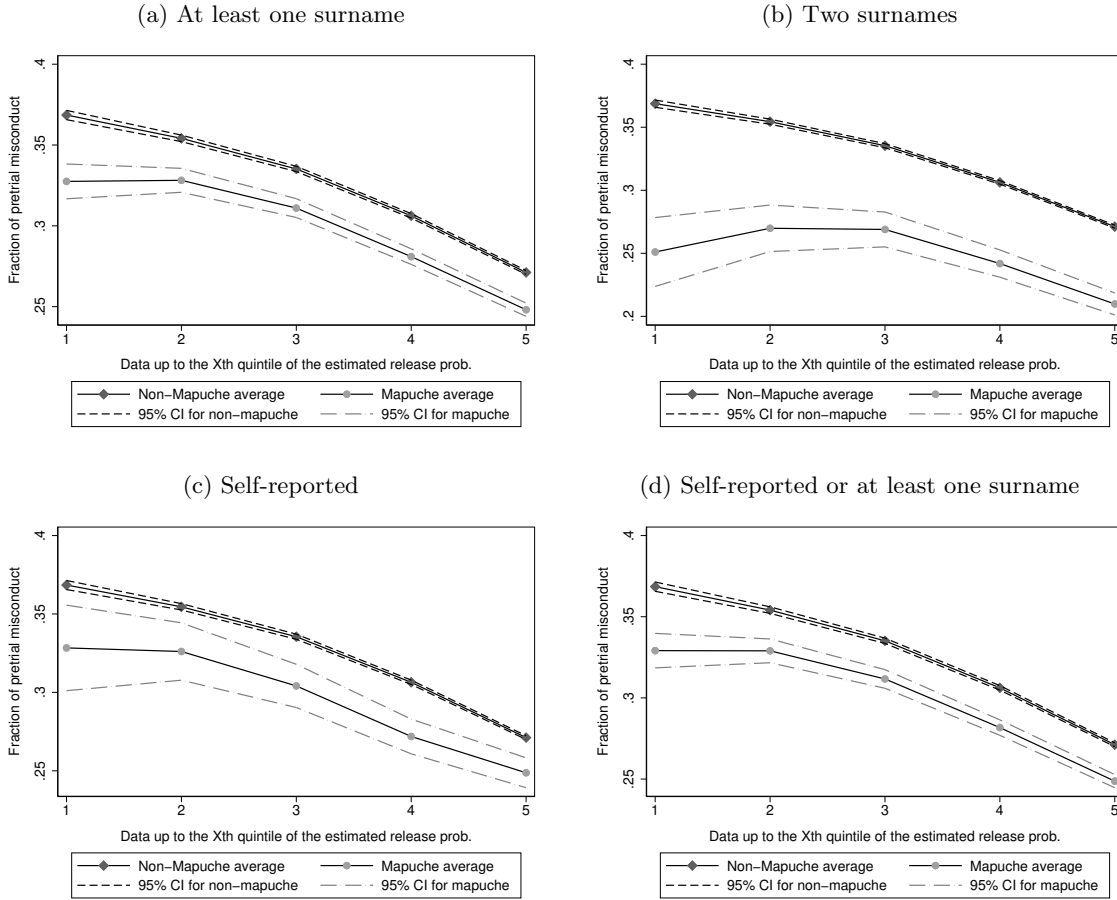 (a) At least one surname
Fraction of pretrial misconduct
.4
.35
.3
.25
1 2 3 4 5
Data up to the Xth quintile of the estimated release prob.
Non−Mapuche average Mapuche average
95% CI for non−mapuche 95% CI for mapuche
(b) Two surnames
Fraction of pretrial misconduct
.4
.35
.3
.25
.2
1 2 3 4 5
Data up to the Xth quintile of the estimated release prob.
Non−Mapuche average Mapuche average
95% CI for non−mapuche 95% CI for mapuche
(c) Self-reported
Fraction of pretrial misconduct
.4
.35
.3
.25
1 2 3 4 5
Data up to the Xth quintile of the estimated release prob.
Non−Mapuche average Mapuche average
95% CI for non−mapuche 95% CI for mapuche
(d) Self-reported or at least one surname
Fraction of pretrial misconduct
.4
.35
.3
.25
1 2 3 4 5
Data up to the Xth quintile of the estimated release prob.
Non−Mapuche average Mapuche average
95% CI for non−mapuche 95% CI for mapuche